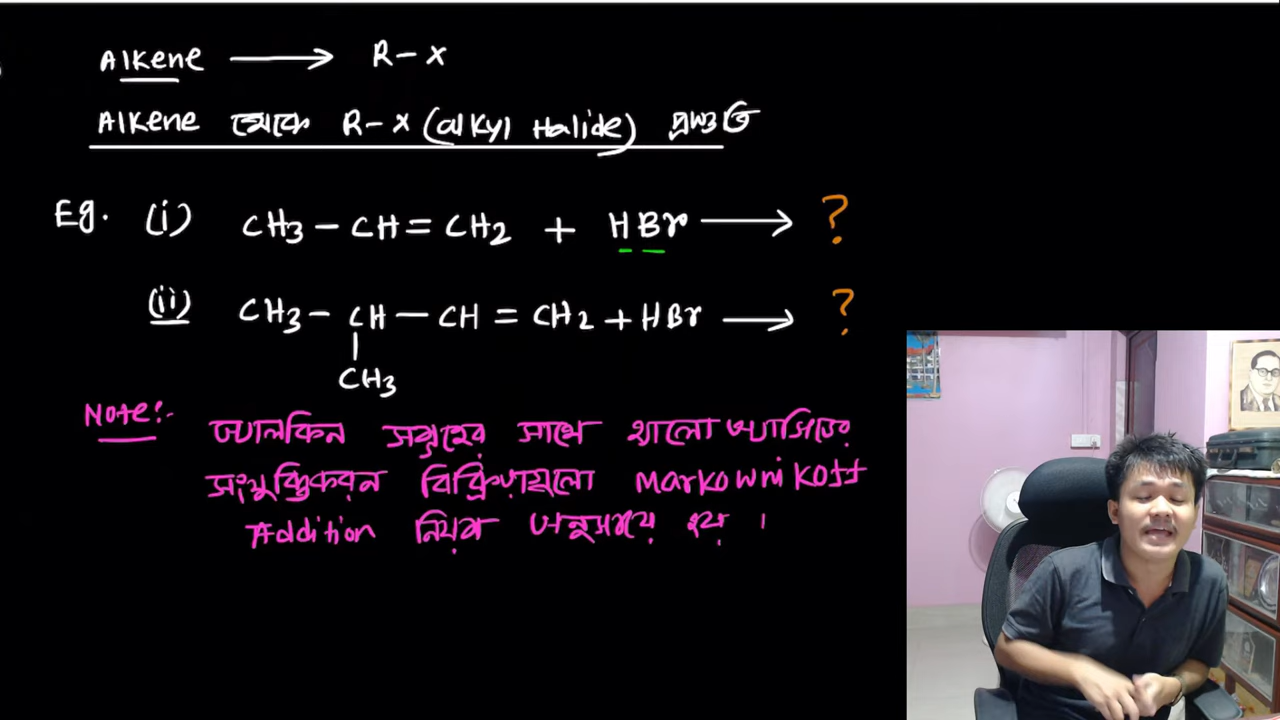 Alkene ⟶ R-X
Alkene থেকে R-X (alkyl Halide) প্রস্তুতি
Eg. (i) CH3 - CH = CH2 + HBr ⟶ ?
(ii) CH3 - CH - CH = CH2 + HBr ⟶ ?
|
CH3
Note:- অ্যালকিন সমূহের সাথে হালো অ্যাসিডের
সংযুক্তিকরন বিক্রিয়াগুলো Markownikoff
Addition নিয়ম অনুসারে হয় ।